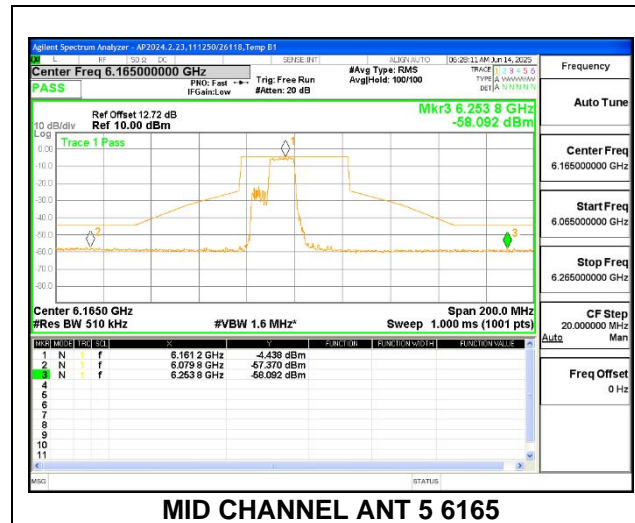 Agilent Spectrum Analyzer - AP2024.2.23,111250/26118,Temp B1
L RF 50 Ω DC SENSE:INT ALIGN AUTO 06:28:11 AM Jun 14, 2025
Center Freq 6.165000000 GHz
PASS
PNO: Fast
IFGain:Low
Trig: Free Run
#Atten: 20 dB
#Avg Type: RMS
Avg|Hold: 100/100
TRACE 1 2 3 4 5 6
TYPE A WWWWW
DET A N N N N N
Frequency
Auto Tune
Center Freq
6.165000000 GHz
Start Freq
6.065000000 GHz
Stop Freq
6.265000000 GHz
CF Step
20.000000 MHz
Auto Man
Freq Offset
0 Hz
Mkr3 6.253 8 GHz
-58.092 dBm
Ref Offset 12.72 dB
10 dB/div Ref 10.00 dBm
Log
Trace 1 Pass
0.00
-10.0
-20.0
-30.0
-40.0
-50.0
-60.0
-70.0
-80.0
1
2
3
Center 6.1650 GHz Span 200.0 MHz
#Res BW 510 kHz #VBW 1.6 MHz* Sweep 1.000 ms (1001 pts)
MKR MODE TRC SCL X Y FUNCTION FUNCTION WIDTH FUNCTION VALUE
1 N 1 f 6.161 2 GHz -4.438 dBm
2 N 1 f 6.079 8 GHz -57.370 dBm
3 N 1 f 6.253 8 GHz -58.092 dBm
4
5
6
7
8
9
10
11
MSG STATUS
MID CHANNEL ANT 5 6165